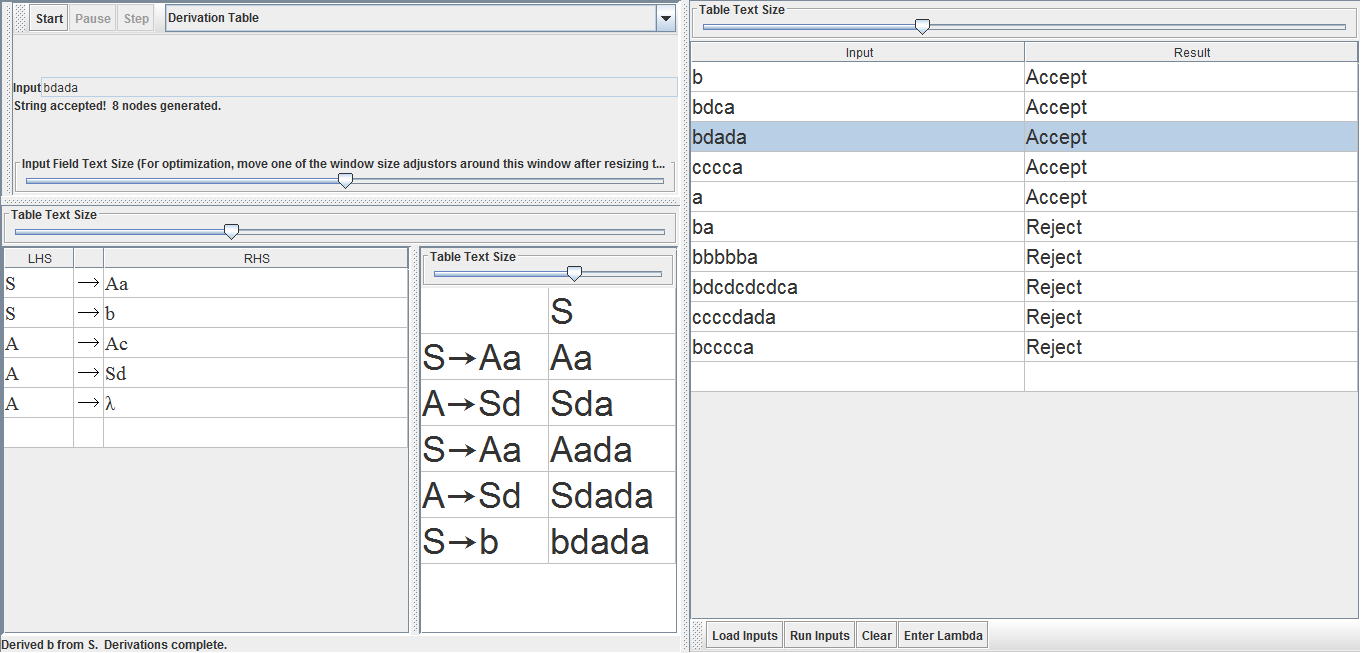 Start Pause Step Derivation Table
Input bdada
String accepted!  8 nodes generated.
Input Field Text Size (For optimization, move one of the window size adjustors around this window after resizing t...
Table Text Size
LHS RHS
S → Aa
S → b
A → Ac
A → Sd
A → λ
Table Text Size
S
S→Aa Aa
A→Sd Sda
S→Aa Aada
A→Sd Sdada
S→b bdada
Derived b from S.  Derivations complete.
Table Text Size
Input Result
b Accept
bdca Accept
bdada Accept
cccca Accept
a Accept
ba Reject
bbbbba Reject
bdcdcdcdca Reject
ccccdada Reject
bcccca Reject
Load Inputs Run Inputs Clear Enter Lambda